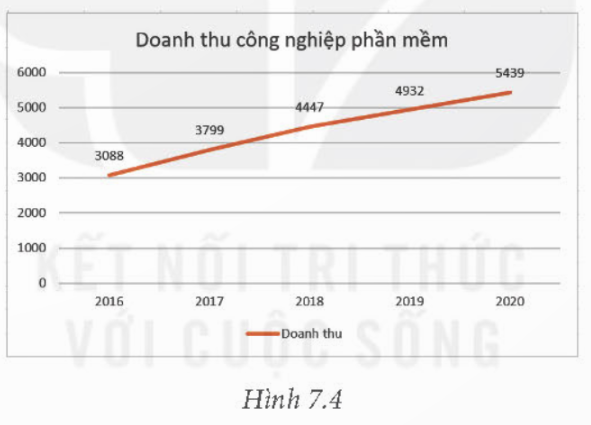 Doanh thu công nghiệp phần mềm
6000
5000
4000
3000
2000
1000
0
3088
3799
4447
4932
5439
2016 2017 2018 2019 2020
Doanh thu
KẾT NỐI TRI THỨC
VỚI CUỘC SỐNG
Hình 7.4